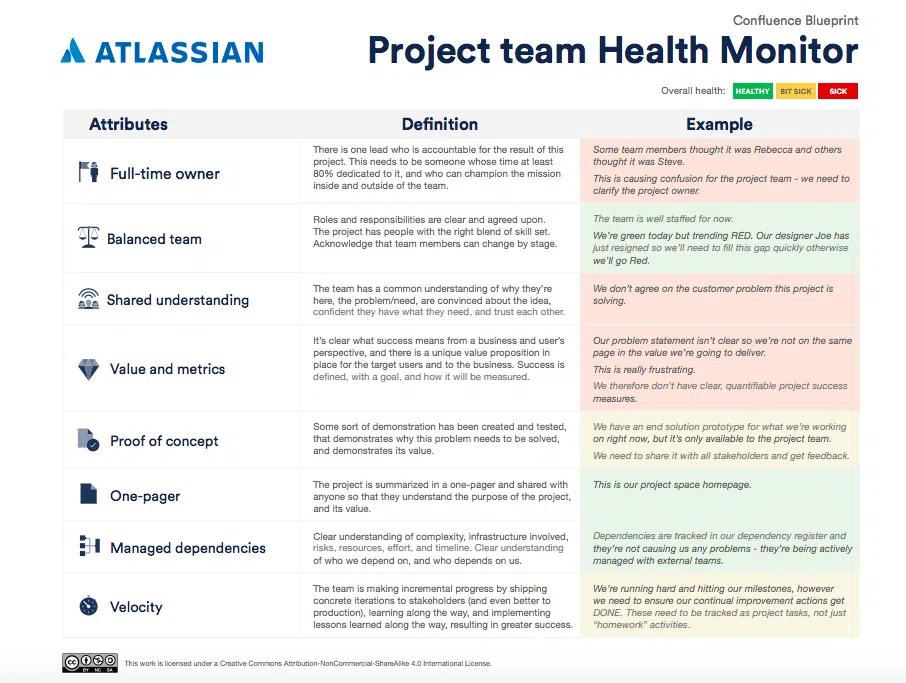 Confluence Blueprint
ATLASSIAN
Project team Health Monitor
Overall health: HEALTHY BIT SICK SICK
Attributes
Definition
Example
Full-time owner
There is one lead who is accountable for the result of this
project. This needs to be someone whose time at least
80% dedicated to it, and who can champion the mission
inside and outside of the team.
Some team members thought it was Rebecca and others
thought it was Steve.
This is causing confusion for the project team - we need to
clarify the project owner.
Balanced team
Roles and responsibilities are clear and agreed upon.
The project has people with the right blend of skill set.
Acknowledge that team members can change by stage.
The team is well staffed for now.
We're green today but trending RED. Our designer Joe has
just resigned so we'll need to fill this gap quickly otherwise
we'll go Red.
Shared understanding
The team has a common understanding of why they're
here, the problem/need, are convinced about the idea,
confident they have what they need, and trust each other.
We don't agree on the customer problem this project is
solving.
Value and metrics
It's clear what success means from a business and user's
perspective, and there is a unique value proposition in
place for the target users and to the business. Success is
defined, with a goal, and how it will be measured.
Our problem statement isn't clear so we're not on the same
page in the value we're going to deliver.
This is really frustrating.
We therefore don't have clear, quantifiable project success
measures.
Proof of concept
Some sort of demonstration has been created and tested,
that demonstrates why this problem needs to be solved,
and demonstrates its value.
We have an end solution prototype for what we're working
on right now, but it's only available to the project team.
We need to share it with all stakeholders and get feedback.
One-pager
The project is summarized in a one-pager and shared with
anyone so that they understand the purpose of the project,
and its value.
This is our project space homepage.
Managed dependencies
Clear understanding of complexity, infrastructure involved,
risks, resources, effort, and timeline. Clear understanding
of who we depend on, and who depends on us.
Dependencies are tracked in our dependency register and
they're not causing us any problems - they're being actively
managed with external teams.
Velocity
The team is making incremental progress by shipping
concrete iterations to stakeholders (and even better to
production), learning along the way, and implementing
lessons learned along the way, resulting in greater success.
We're running hard and hitting our milestones, however
we need to ensure our continual improvement actions get
DONE. These need to be tracked as project tasks, not just
"homework" activities.
cc BY NC SA
This work is licensed under a Creative Commons Attribution-NonCommercial-ShareAlike 4.0 International License.